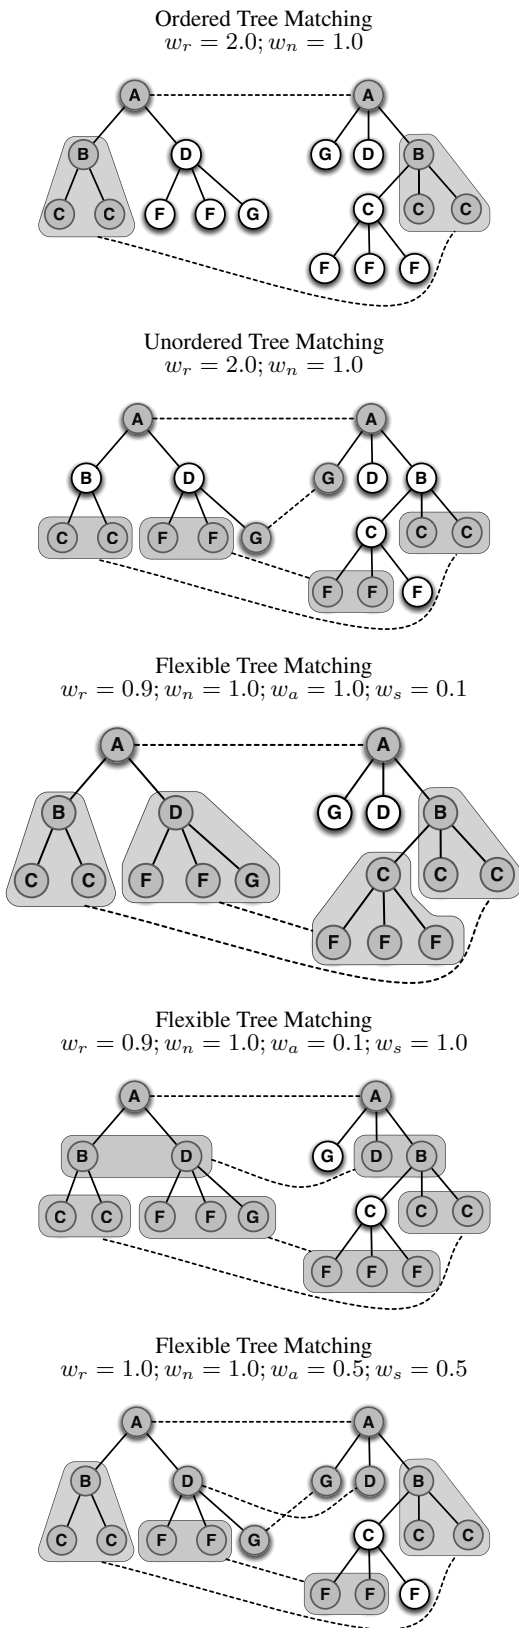 Ordered Tree Matching
w_r = 2.0; w_n = 1.0
A A
B D G D B
C C F F G C C C
F F F
Unordered Tree Matching
w_r = 2.0; w_n = 1.0
A A
B D G D B
C C F F G C C C
F F F
Flexible Tree Matching
w_r = 0.9; w_n = 1.0; w_a = 1.0; w_s = 0.1
A A
B D G D B
C C F F G C C C
F F F
Flexible Tree Matching
w_r = 0.9; w_n = 1.0; w_a = 0.1; w_s = 1.0
A A
B D G D B
C C F F G C C C
F F F
Flexible Tree Matching
w_r = 1.0; w_n = 1.0; w_a = 0.5; w_s = 0.5
A A
B D G D B
C C F F G C C C
F F F